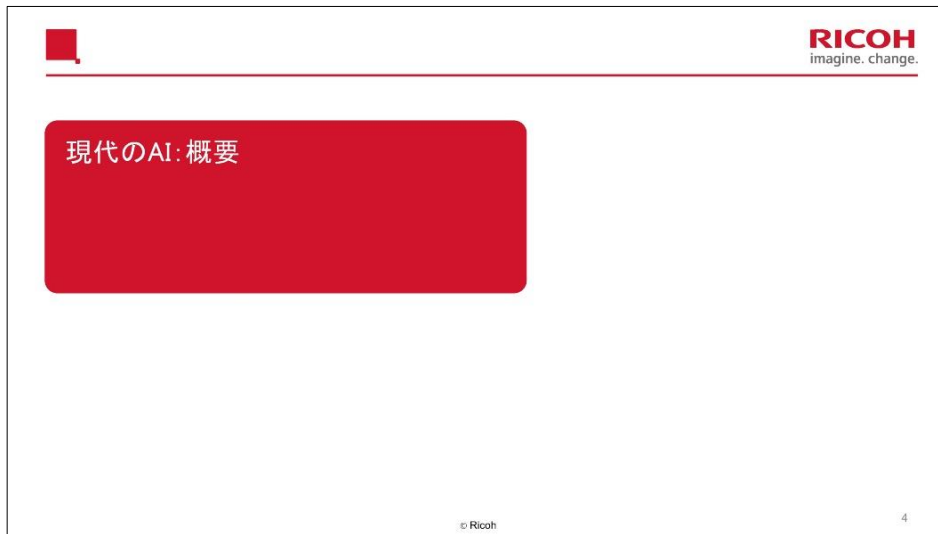 RICOH
imagine. change.
現代のAI：概要
© Ricoh
4